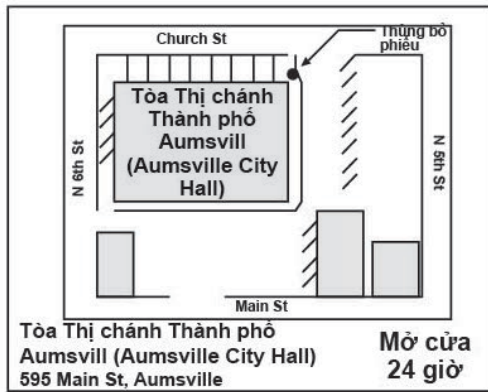 Church St
Thùng bỏ
phiếu
Tòa Thị chánh
Thành phố
Aumsvill
(Aumsville City
Hall)
N 6th St
N 5th St
Main St
Tòa Thị chánh Thành phố
Aumsvill (Aumsville City Hall)
595 Main St, Aumsville
Mở cửa
24 giờ